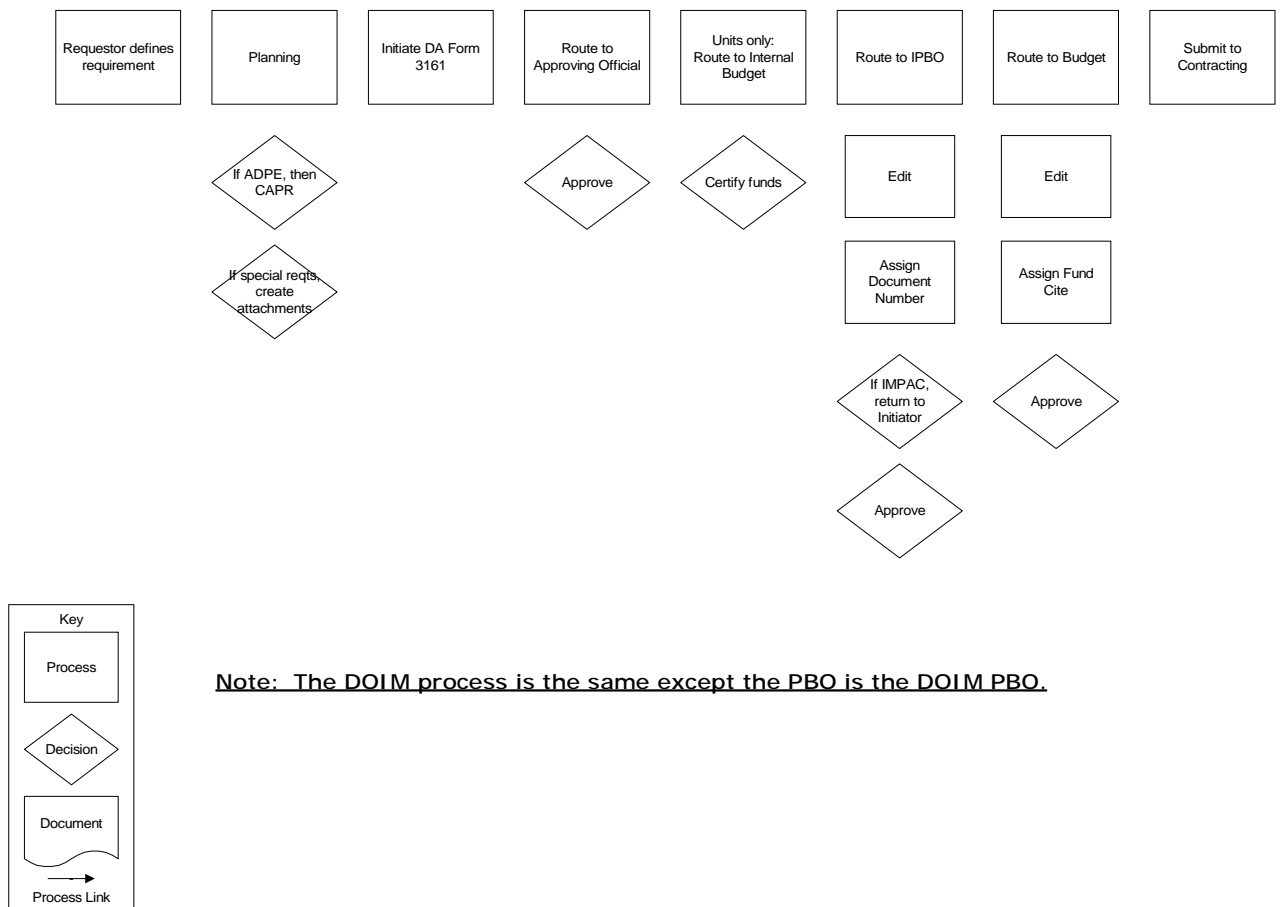 Requestor defines
requirement
Planning
Initiate DA Form
3161
Route to
Approving Official
Units only:
Route to Internal
Budget
Route to IPBO
Route to Budget
Submit to
Contracting
If ADPE, then
CAPR
Approve
Certify funds
Edit
Edit
If special reqts,
create
attachments
Assign
Document
Number
Assign Fund
Cite
If IMPAC,
return to
Initiator
Approve
Approve
Key
Process
Decision
Document
Process Link
Note: The DOIM process is the same except the PBO is the DOIM PBO.